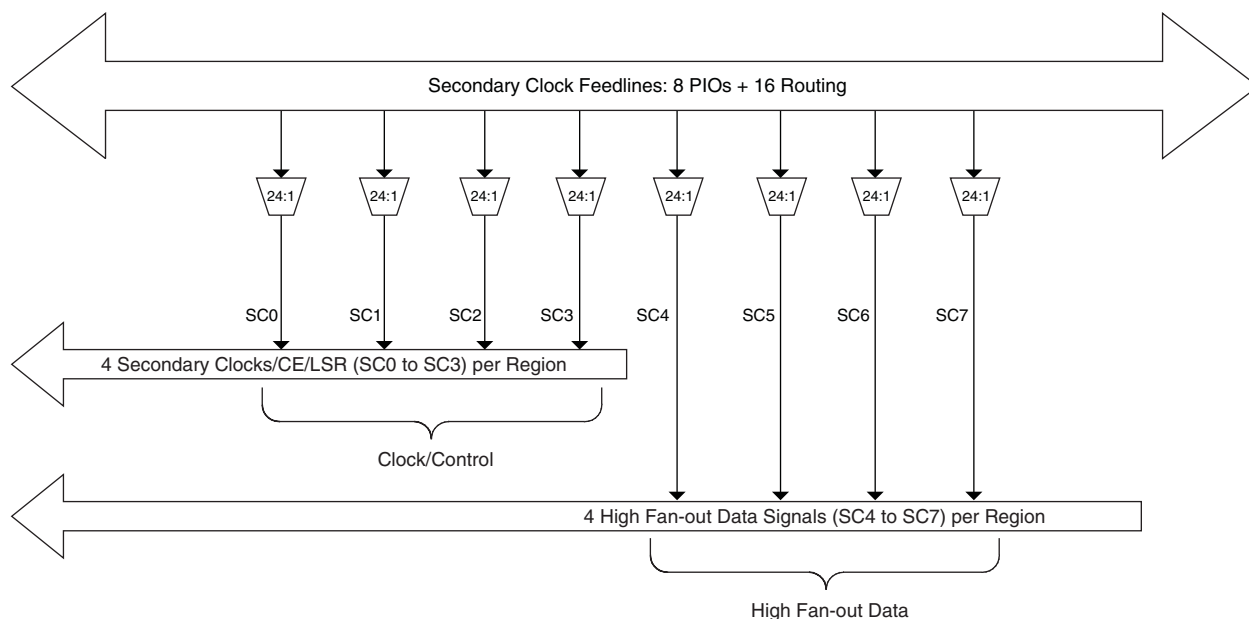 Secondary Clock Feedlines: 8 PIOs + 16 Routing
24:1
24:1
24:1
24:1
24:1
24:1
24:1
24:1
SC0
SC1
SC2
SC3
SC4
SC5
SC6
SC7
4 Secondary Clocks/CE/LSR (SC0 to SC3) per Region
Clock/Control
4 High Fan-out Data Signals (SC4 to SC7) per Region
High Fan-out Data